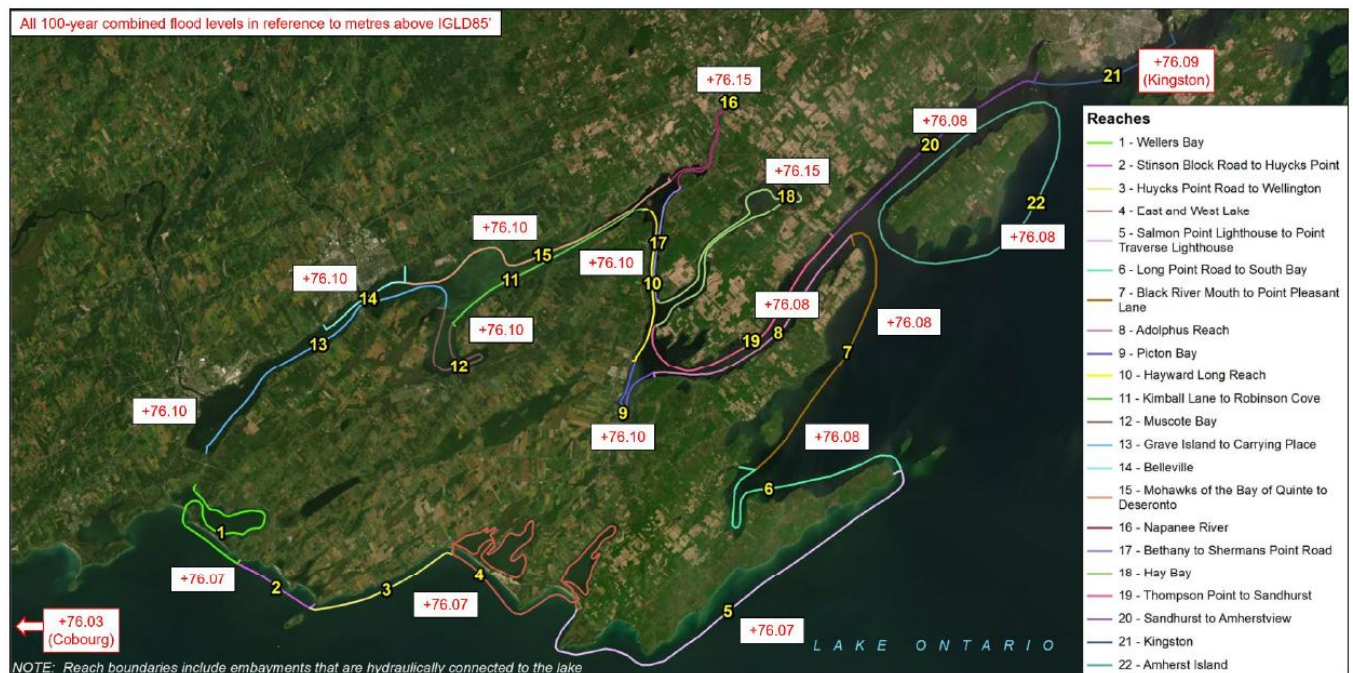 All 100-year combined flood levels in reference to metres above IGLD85'
+76.09
(Kingston)
21
+76.15
16
+76.08
20
+76.15
18
22
+76.08
+76.10
15
17
+76.10
11
10
+76.10
14
+76.10
13
12
+76.08
19
8
+76.08
7
+76.10
9
+76.10
+76.08
6
1
+76.07
2
3
4
+76.07
5
+76.07
+76.03
(Cobourg)
LAKE ONTARIO
NOTE: Reach boundaries include embayments that are hydraulically connected to the lake
Reaches
1 - Wellers Bay
2 - Stinson Block Road to Huycks Point
3 - Huycks Point Road to Wellington
4 - East and West Lake
5 - Salmon Point Lighthouse to Point
Traverse Lighthouse
6 - Long Point Road to South Bay
7 - Black River Mouth to Point Pleasant
Lane
8 - Adolphus Reach
9 - Picton Bay
10 - Hayward Long Reach
11 - Kimball Lane to Robinson Cove
12 - Muscote Bay
13 - Grave Island to Carrying Place
14 - Belleville
15 - Mohawks of the Bay of Quinte to
Deseronto
16 - Napanee River
17 - Bethany to Shermans Point Road
18 - Hay Bay
19 - Thompson Point to Sandhurst
20 - Sandhurst to Amherstview
21 - Kingston
22 - Amherst Island